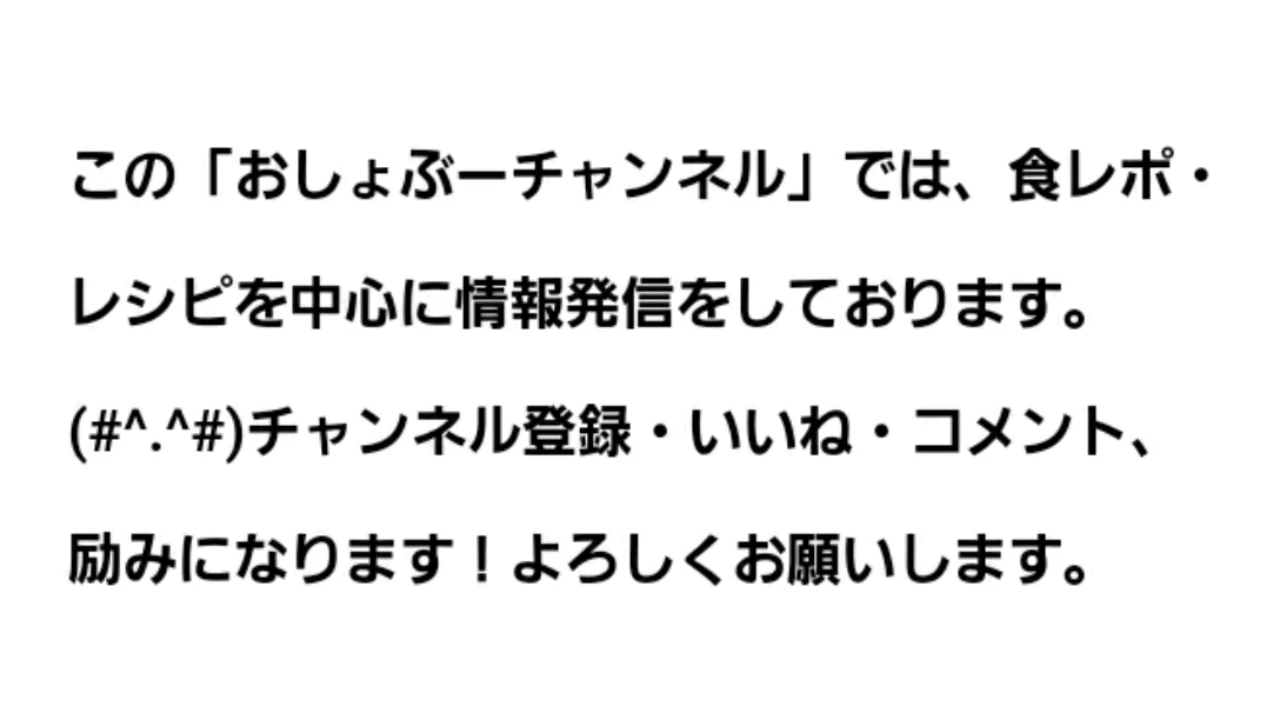 この「おしょぶーチャンネル」では、食レポ・
レシピを中心に情報発信をしております。
(#^.^#)チャンネル登録・いいね・コメント、
励みになります！よろしくお願いします。